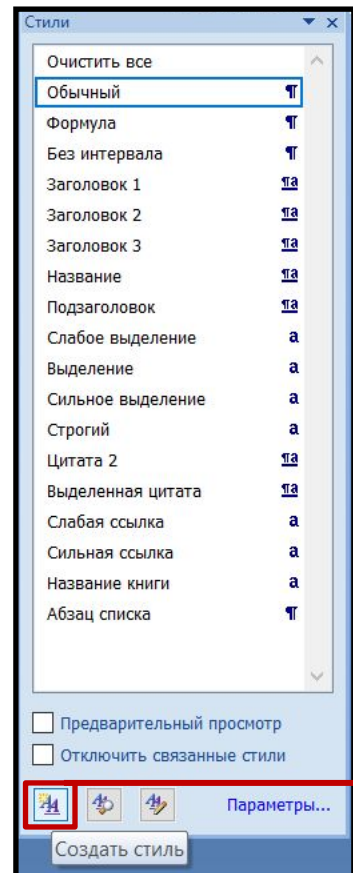 Стили
Очистить все
Обычный ¶
Формула ¶
Без интервала ¶
Заголовок 1 ¶a
Заголовок 2 ¶a
Заголовок 3 ¶a
Название ¶a
Подзаголовок ¶a
Слабое выделение a
Выделение a
Сильное выделение a
Строгий a
Цитата 2 ¶a
Выделенная цитата ¶a
Слабая ссылка a
Сильная ссылка a
Название книги a
Абзац списка ¶
Предварительный просмотр
Отключить связанные стили
Параметры...
Создать стиль